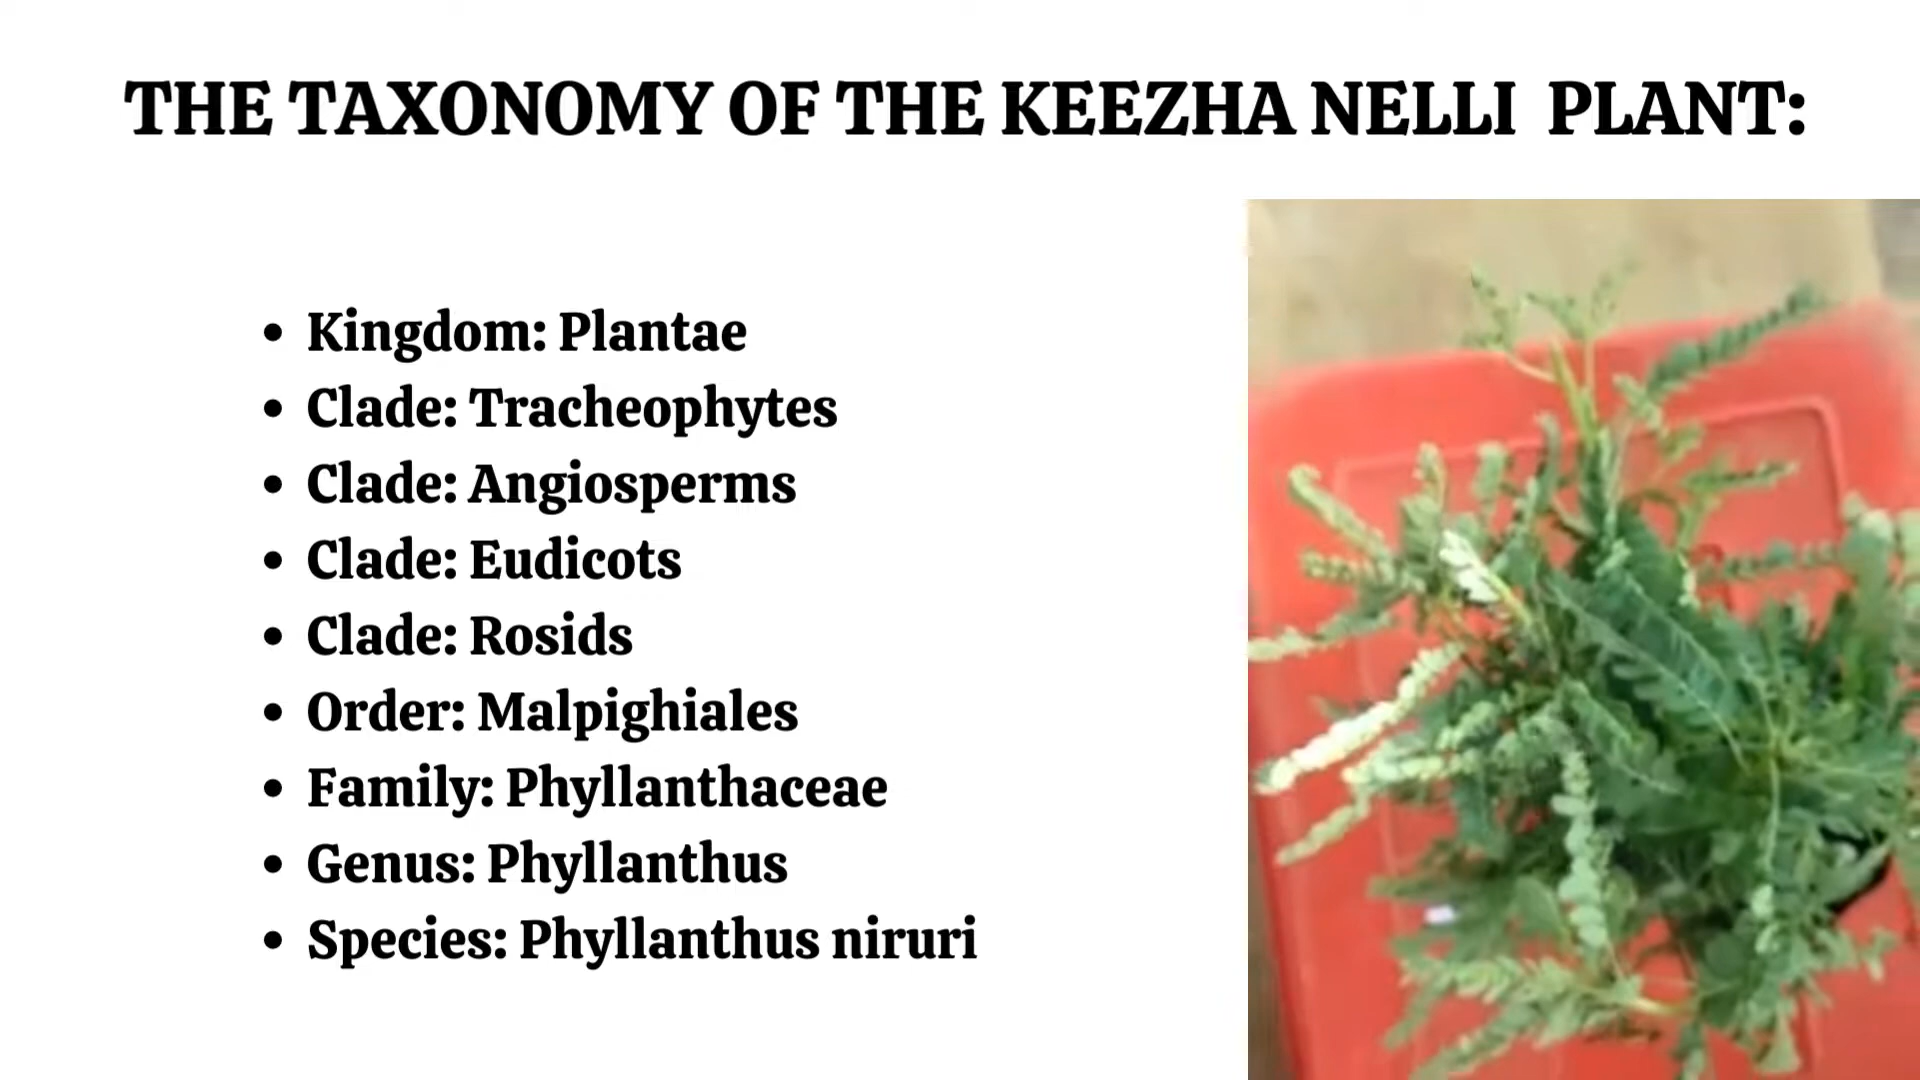 THE TAXONOMY OF THE KEEZHA NELLI PLANT:
• Kingdom: Plantae
• Clade: Tracheophytes
• Clade: Angiosperms
• Clade: Eudicots
• Clade: Rosids
• Order: Malpighiales
• Family: Phyllanthaceae
• Genus: Phyllanthus
• Species: Phyllanthus niruri